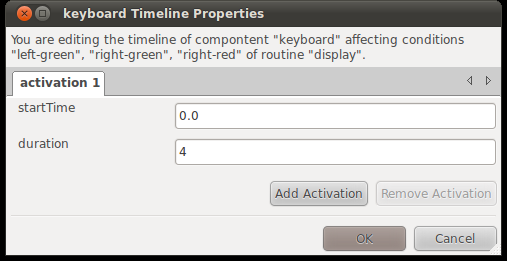 keyboard Timeline Properties
You are editing the timeline of compontent "keyboard" affecting conditions
"left-green", "right-green", "right-red" of routine "display".
activation 1
startTime
0.0
duration
4
Add Activation
Remove Activation
OK
Cancel